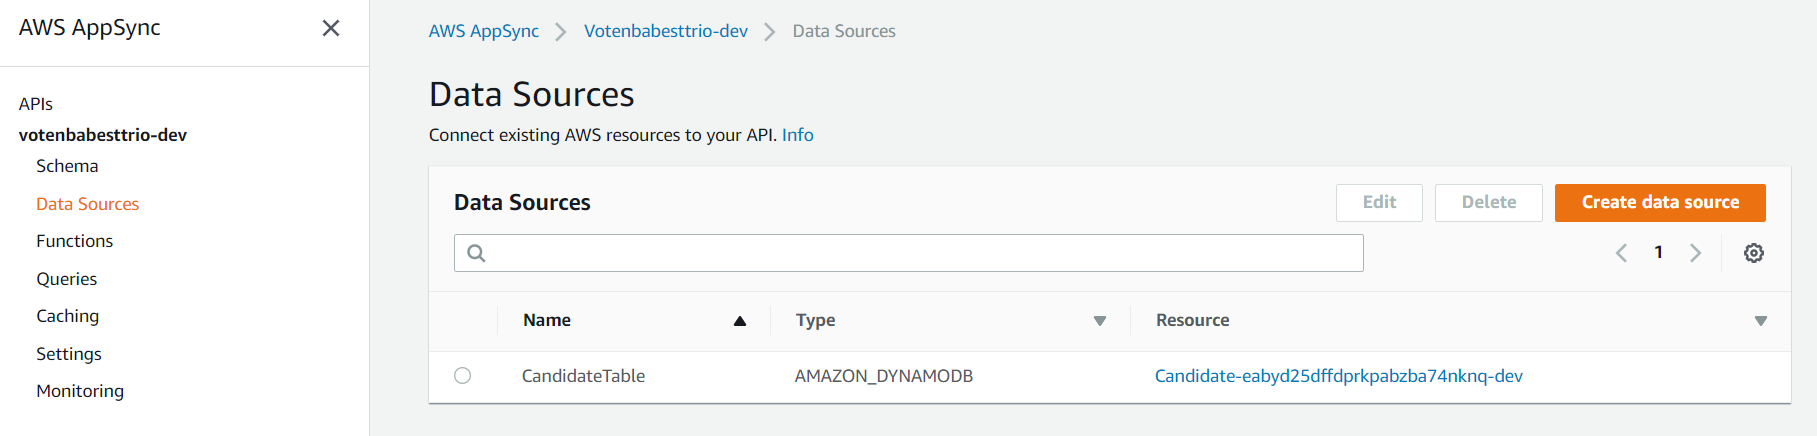 AWS AppSync
APIs
votenbabesttrio-dev
Schema
Data Sources
Functions
Queries
Caching
Settings
Monitoring
AWS AppSync Votenbabesttrio-dev Data Sources
Data Sources
Connect existing AWS resources to your API. Info
Data Sources Edit Delete Create data source
1
Name Type Resource
CandidateTable AMAZON_DYNAMODB Candidate-eabyd25dffdprkpabzba74nknq-dev